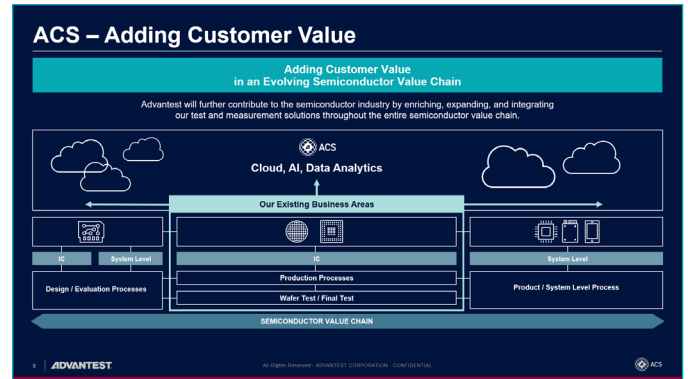 ACS – Adding Customer Value
Adding Customer Value
in an Evolving Semiconductor Value Chain
Advantest will further contribute to the semiconductor industry by enriching, expanding, and integrating
our test and measurement solutions throughout the entire semiconductor value chain.
ACS
Cloud, AI, Data Analytics
Our Existing Business Areas
IC
System Level
IC
System Level
Design / Evaluation Processes
Production Processes
Wafer Test / Final Test
Product / System Level Process
SEMICONDUCTOR VALUE CHAIN
8
ADVANTEST
All Rights Reserved - ADVANTEST CORPORATION - CONFIDENTIAL
ACS